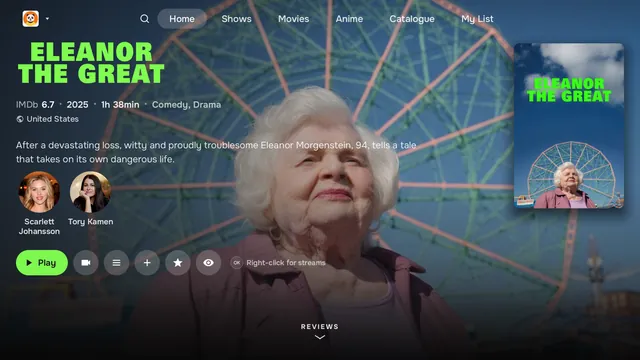 Home
Shows
Movies
Anime
Catalogue
My List
ELEANOR
THE GREAT
IMDb 6.7 • 2025 • 1h 38min • Comedy, Drama
United States
After a devastating loss, witty and proudly troublesome Eleanor Morgenstein, 94, tells a tale
that takes on its own dangerous life.
Scarlett
Johansson
Tory Kamen
Play
OK Right-click for streams
ELEANOR
THE GREAT
REVIEWS